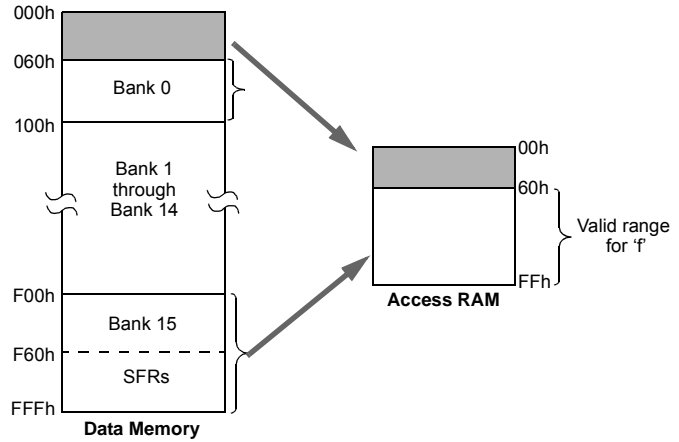 000h
060h
Bank 0
100h
Bank 1
through
Bank 14
F00h
Bank 15
F60h
SFRs
FFFh
Data Memory
00h
60h
Valid range
for ‘f’
FFh
Access RAM